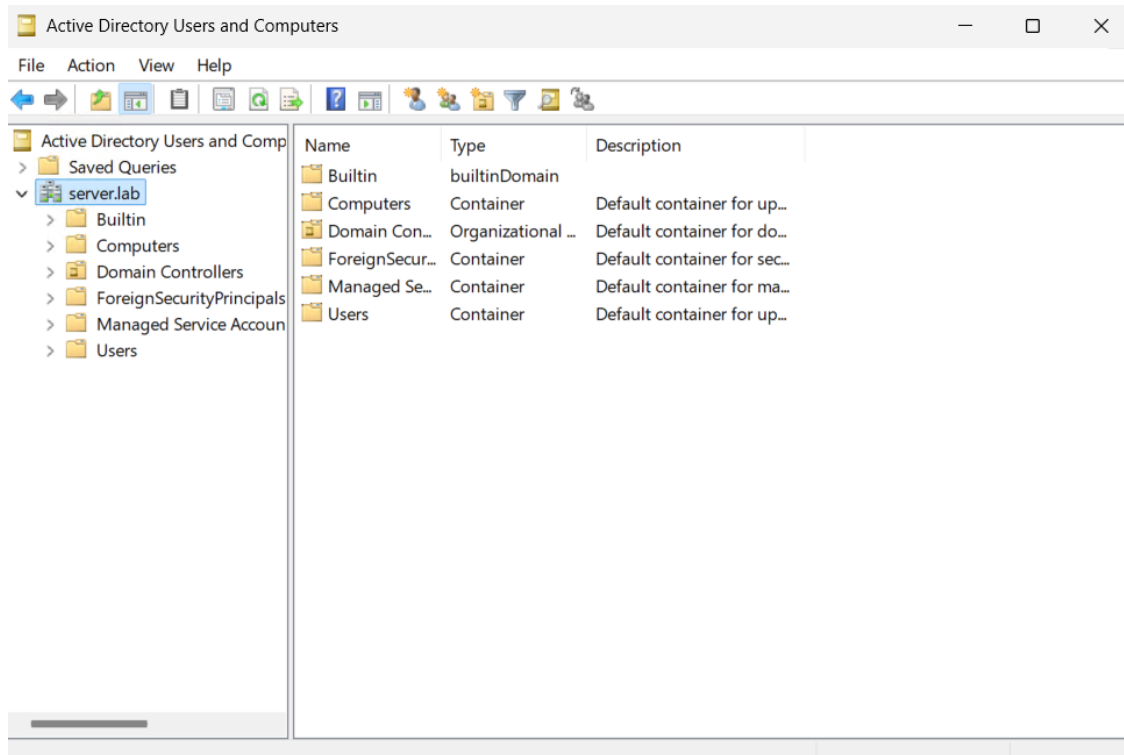 Active Directory Users and Computers
File Action View Help
Active Directory Users and Comp
Saved Queries
server.lab
Builtin
Computers
Domain Controllers
ForeignSecurityPrincipals
Managed Service Accoun
Users
Name Type Description
Builtin builtinDomain
Computers Container Default container for up...
Domain Con... Organizational ... Default container for do...
ForeignSecur... Container Default container for sec...
Managed Se... Container Default container for ma...
Users Container Default container for up...